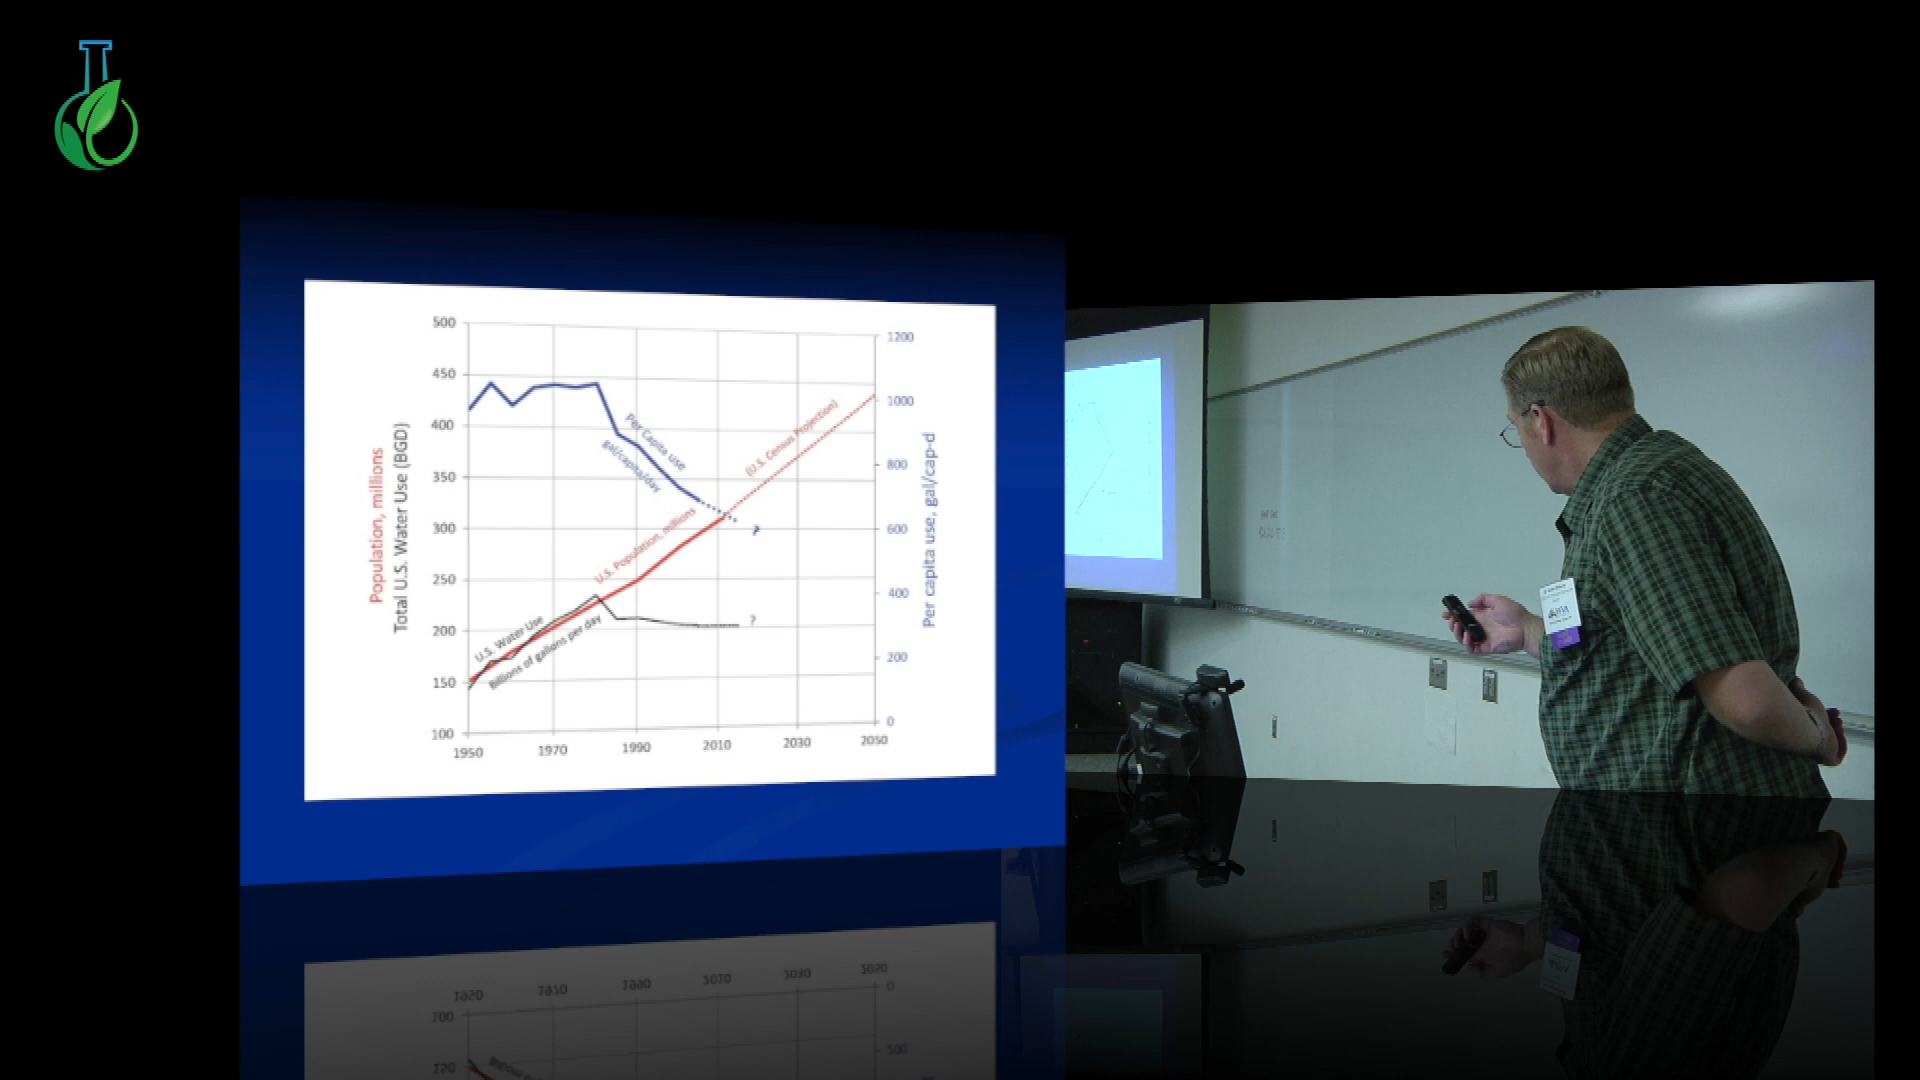 500
450
400
350
300
250
200
150
100
1950
1970
1990
2010
2030
2050
1200
1000
800
600
400
200
0
Population, millions
Total U.S. Water Use (BGD)
Per capita use, gal/cap-d
Per Capita use
gal/capita/day
(U.S. Census Projection)
U.S. Population, millions
U.S. Water Use
Billions of gallons per day
?
?